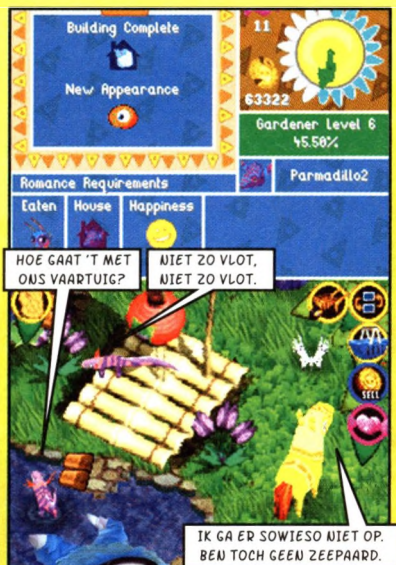 Building Complete
New Appearance
11
63322
Gardener Level 6
45.50%
Romance Requirements
Parmadillo2
Eaten House Happiness
HOE GAAT 'T MET
ONS VAARTUIG?
NIET ZO VLOT,
NIET ZO VLOT.
SELL
IK GA ER SOWIESO NIET OP.
BEN TOCH GEEN ZEEPAARD.